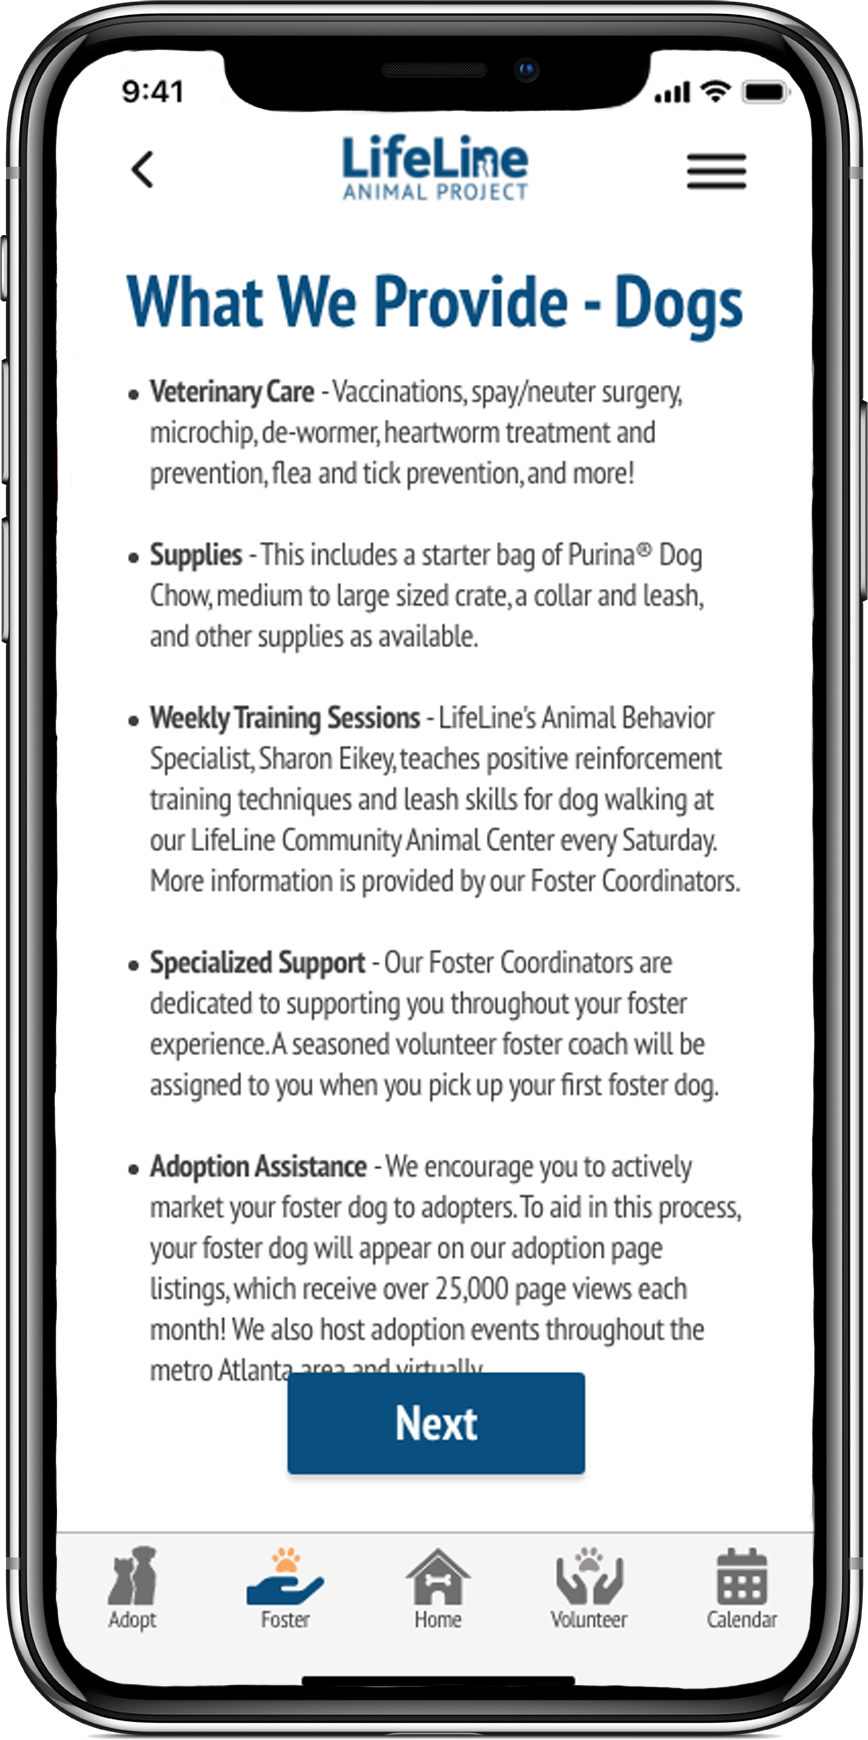 9:41
LifeLine
ANIMAL PROJECT
What We Provide - Dogs
• Veterinary Care - Vaccinations, spay/neuter surgery,
microchip, de-wormer, heartworm treatment and
prevention, flea and tick prevention, and more!
• Supplies - This includes a starter bag of Purina® Dog
Chow, medium to large sized crate, a collar and leash,
and other supplies as available.
• Weekly Training Sessions - LifeLine's Animal Behavior
Specialist, Sharon Eikey, teaches positive reinforcement
training techniques and leash skills for dog walking at
our LifeLine Community Animal Center every Saturday.
More information is provided by our Foster Coordinators.
• Specialized Support - Our Foster Coordinators are
dedicated to supporting you throughout your foster
experience. A seasoned volunteer foster coach will be
assigned to you when you pick up your first foster dog.
• Adoption Assistance - We encourage you to actively
market your foster dog to adopters. To aid in this process,
your foster dog will appear on our adoption page
listings, which receive over 25,000 page views each
month! We also host adoption events throughout the
metro Atlanta area and virtually
Next
Adopt
Foster
Home
Volunteer
Calendar